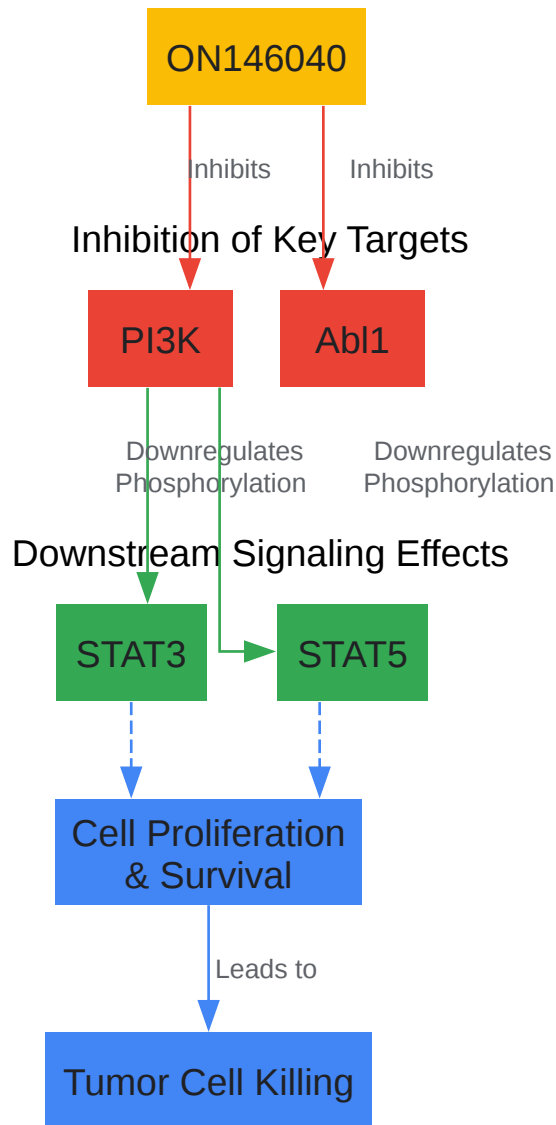 ON146040
Inhibits
Inhibits
Inhibition of Key Targets
PI3K
Abl1
Downregulates
Phosphorylation
Downregulates
Phosphorylation
Downstream Signaling Effects
STAT3
STAT5
Cell Proliferation
& Survival
Leads to
Tumor Cell Killing